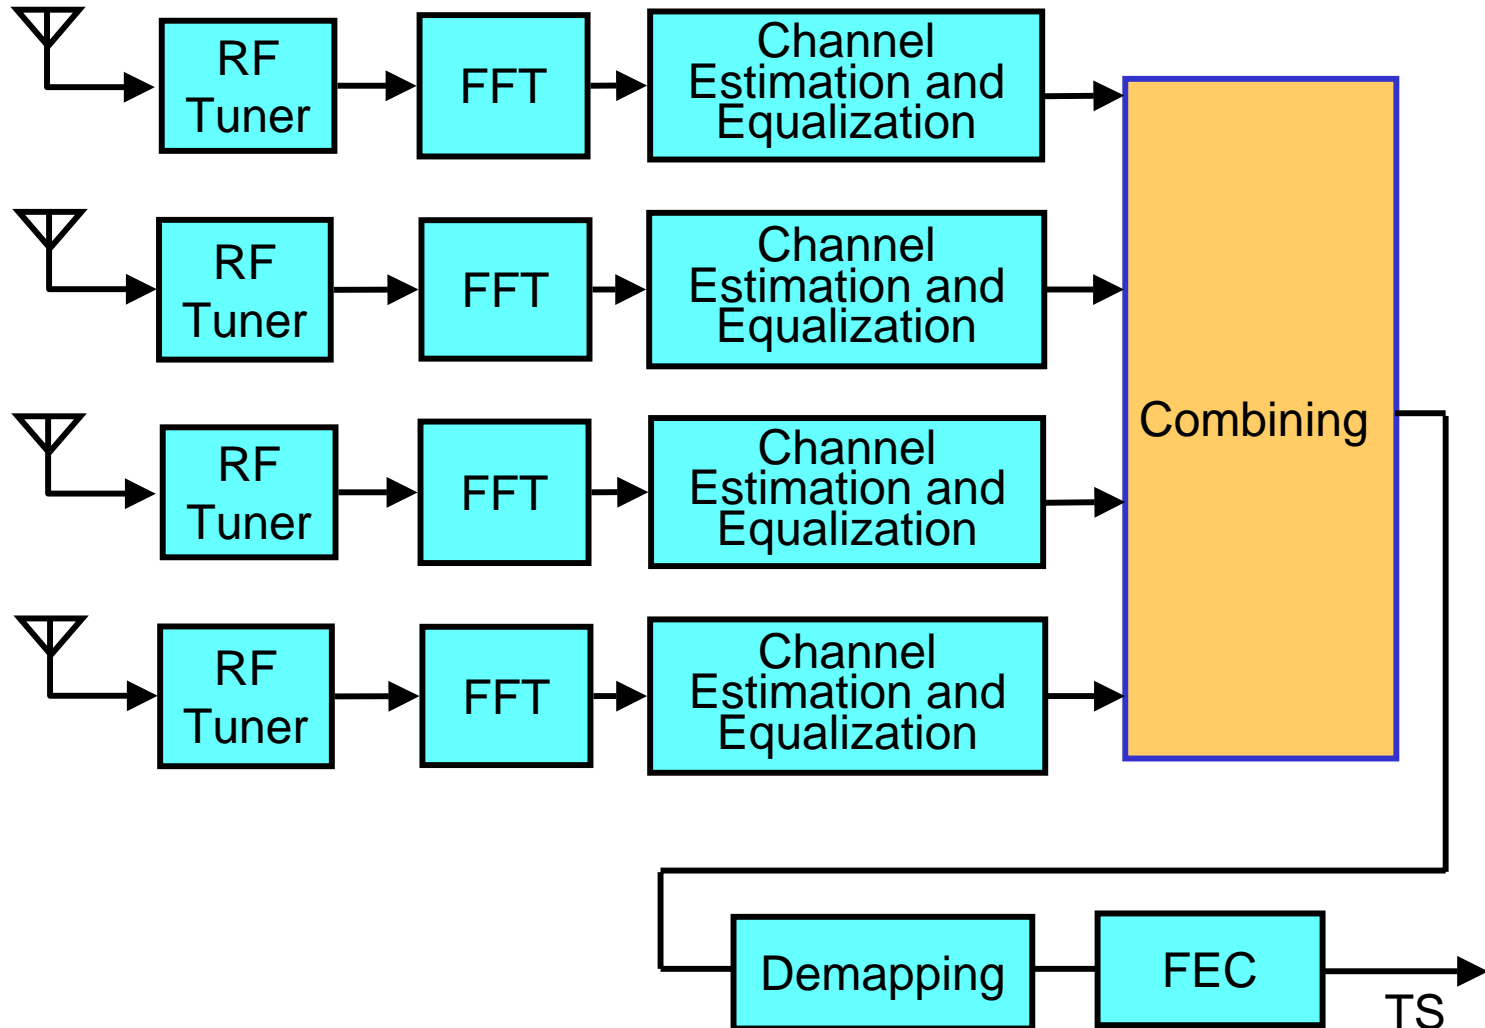 RF
Tuner
FFT
Channel
Estimation and
Equalization
RF
Tuner
FFT
Channel
Estimation and
Equalization
RF
Tuner
FFT
Channel
Estimation and
Equalization
RF
Tuner
FFT
Channel
Estimation and
Equalization
Combining
Demapping
FEC
TS